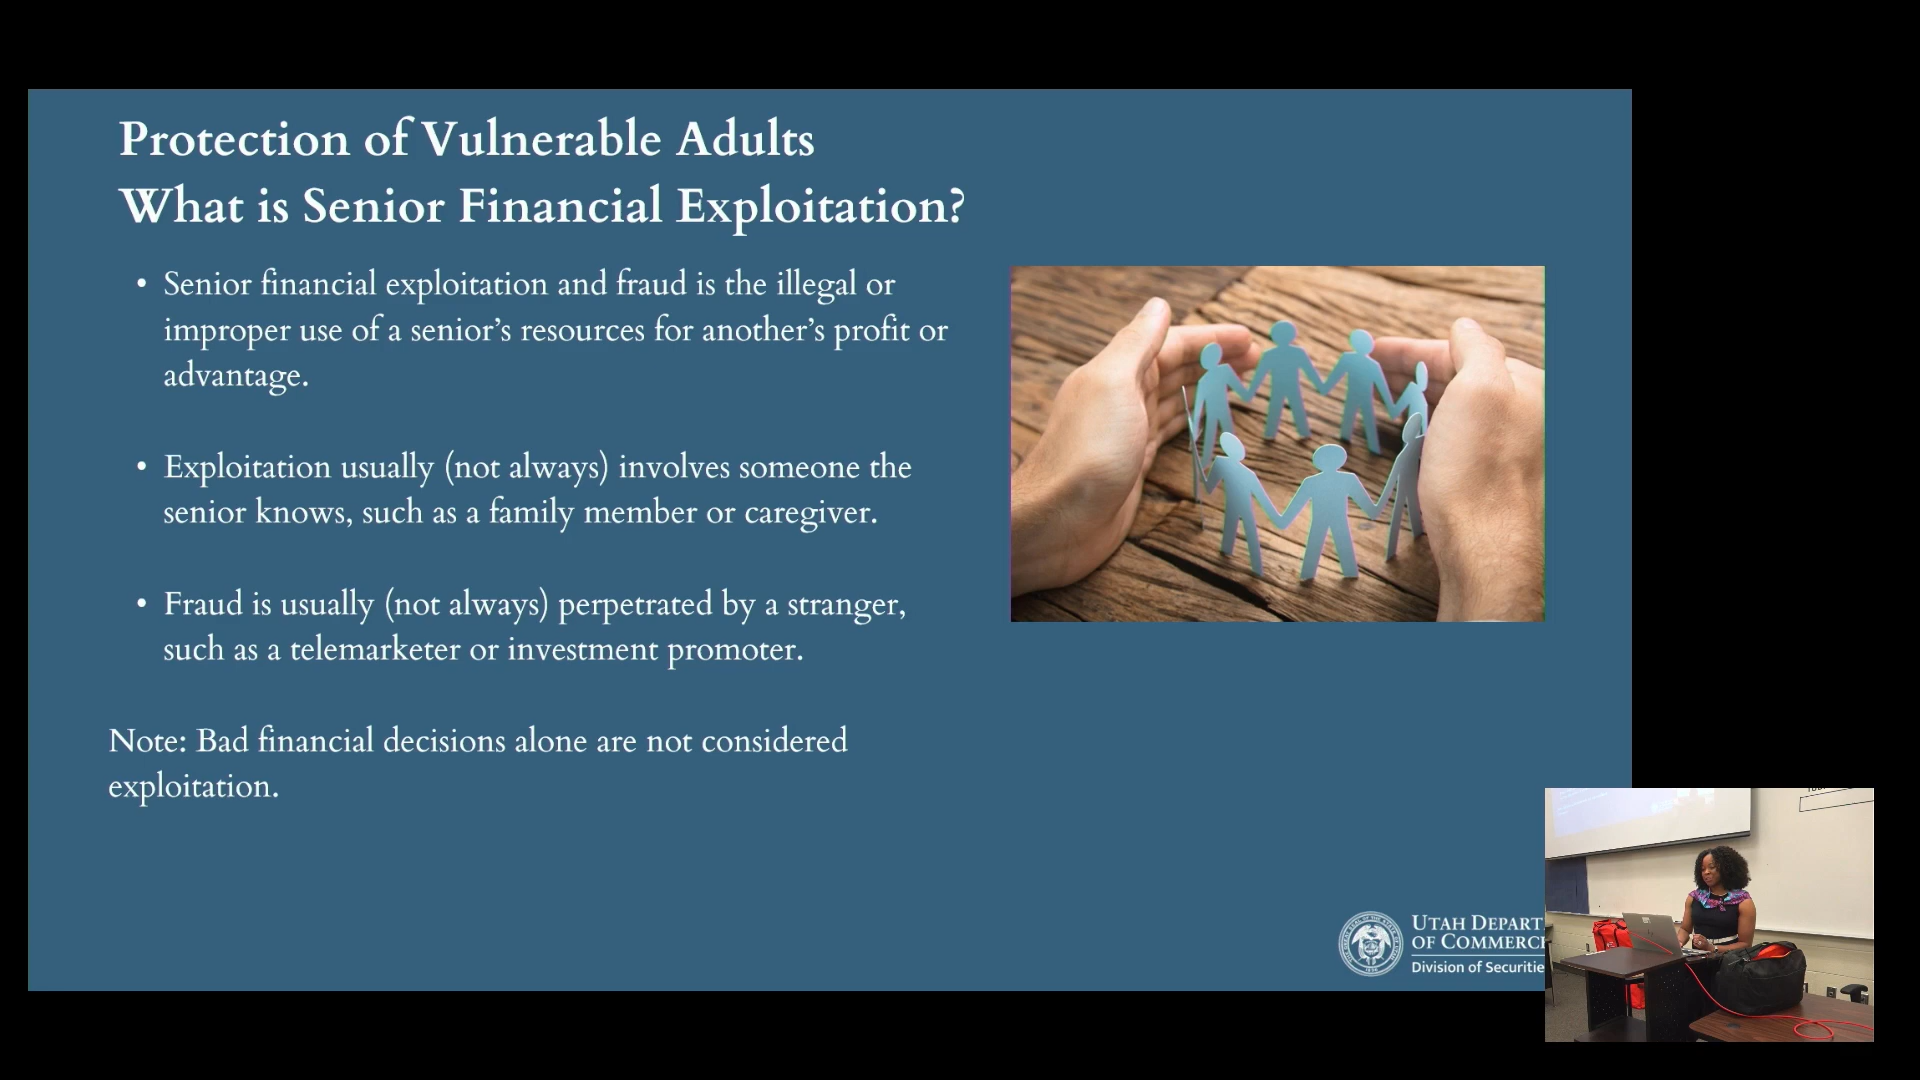 Protection of Vulnerable Adults
What is Senior Financial Exploitation?
• Senior financial exploitation and fraud is the illegal or
improper use of a senior’s resources for another’s profit or
advantage.
• Exploitation usually (not always) involves someone the
senior knows, such as a family member or caregiver.
• Fraud is usually (not always) perpetrated by a stranger,
such as a telemarketer or investment promoter.
Note: Bad financial decisions alone are not considered
exploitation.
UTAH DEPART
OF COMMERC
Division of Securitie